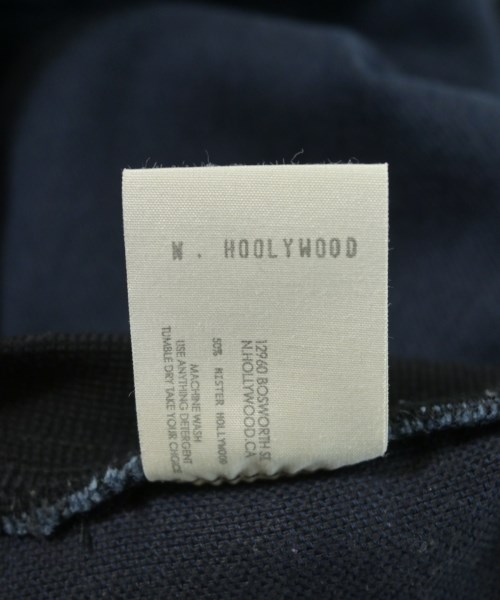 N. HOOLYWOOD
12960 BOSWORTH ST.
N.HOLLYWOOD.CA
50% MISTER HOLLYWOOD
MACHINE WASH
USE ANYTHING DETERGENT
TUMBLE DRY TAKE YOUR CHOICE